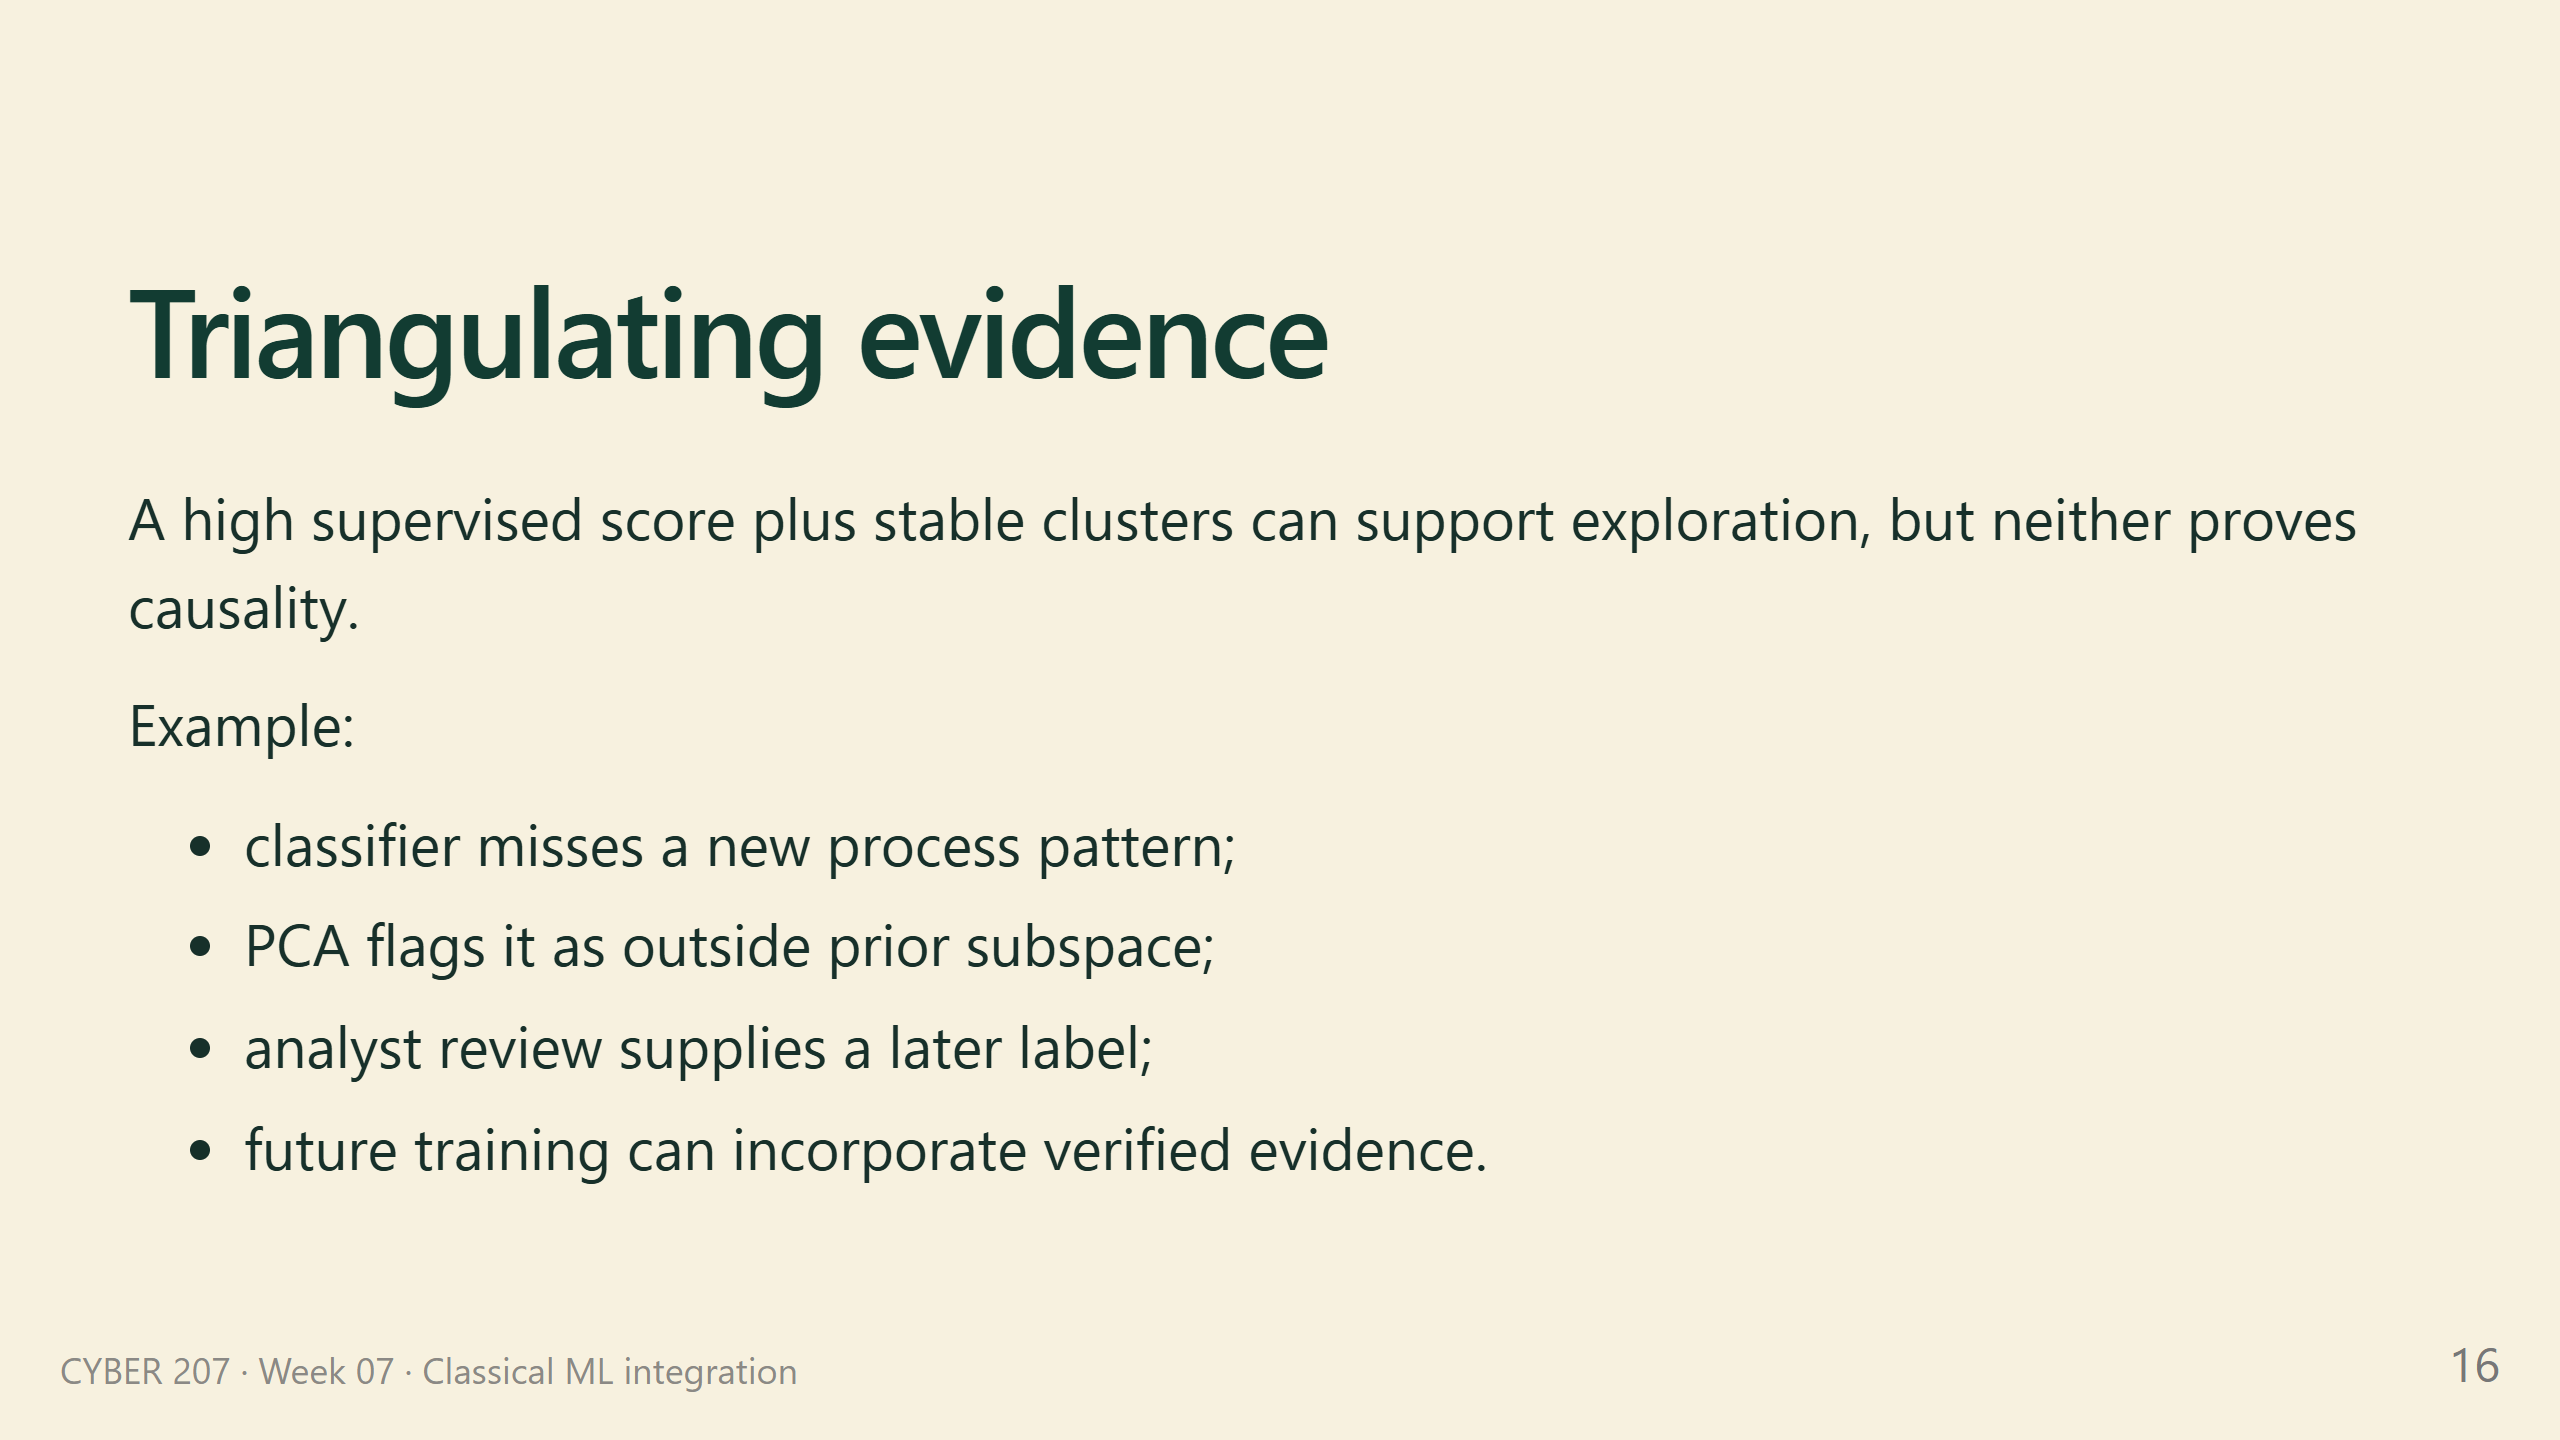 Triangulating evidence
A high supervised score plus stable clusters can support exploration, but neither proves
causality.
Example:
• classifier misses a new process pattern;
• PCA flags it as outside prior subspace;
• analyst review supplies a later label;
• future training can incorporate verified evidence.
CYBER 207 · Week 07 · Classical ML integration
16